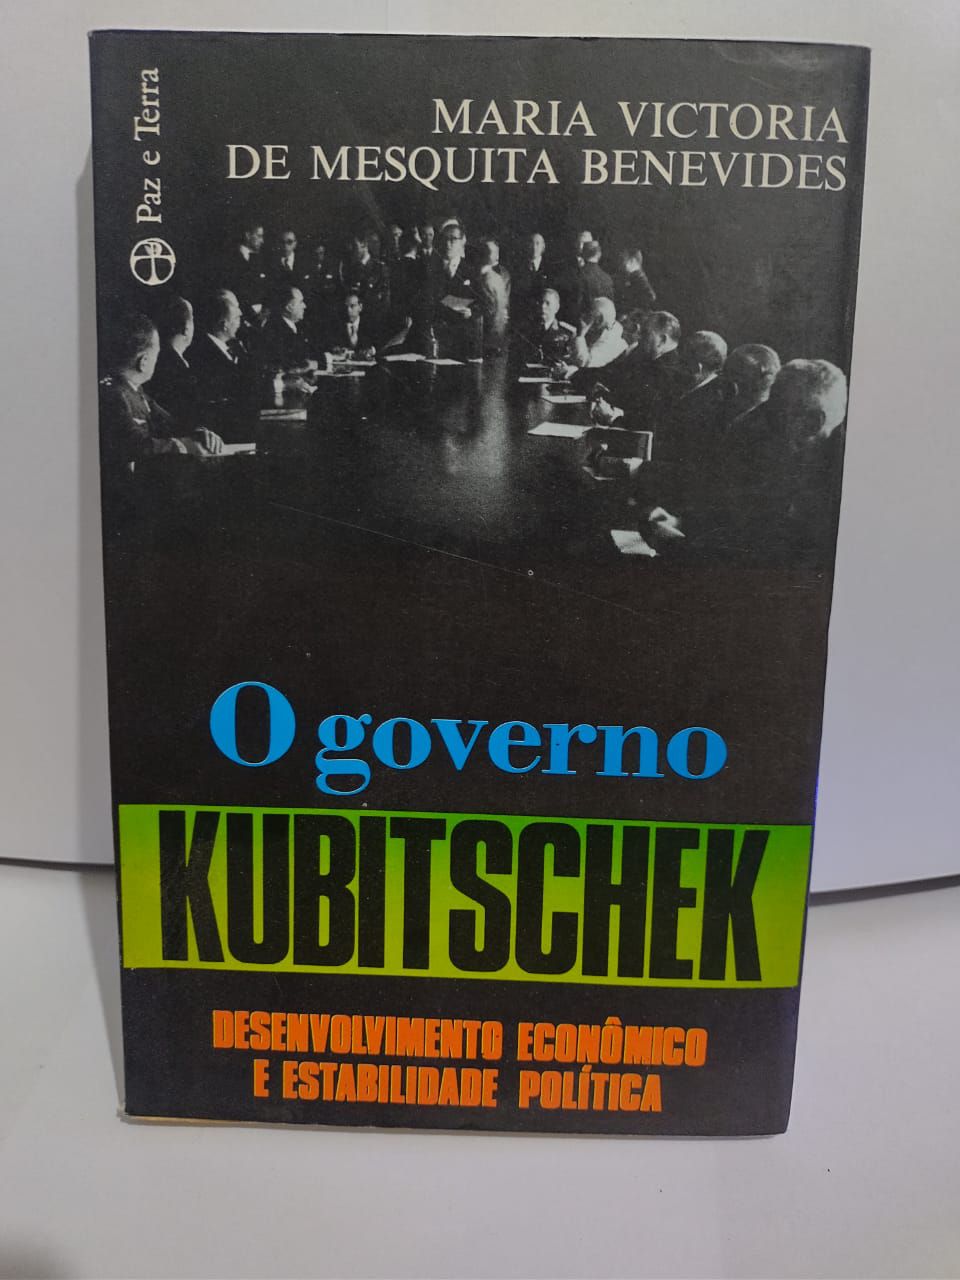 Paz e Terra
MARIA VICTORIA
DE MESQUITA BENEVIDES
O governo
KUBITSCHEK
DESENVOLVIMENTO ECONÔMICO
E ESTABILIDADE POLÍTICA